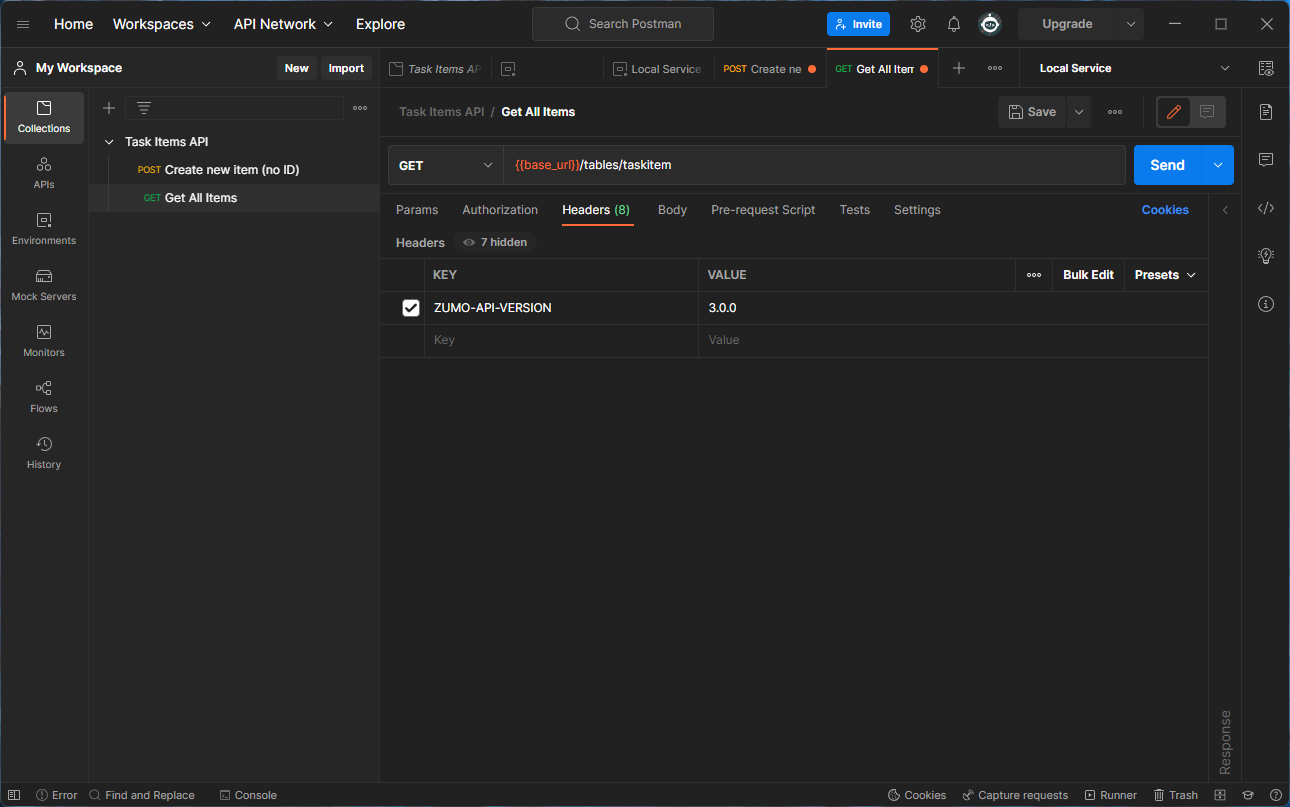 Home Workspaces API Network Explore Search Postman Invite Upgrade
My Workspace New Import
Task Items AP Local Service POST Create ne GET Get All Item Local Service
Collections
APIs
Environments
Mock Servers
Monitors
Flows
History
Task Items API
POST Create new item (no ID)
GET Get All Items
Task Items API / Get All Items Save
GET {{base_url}}/tables/taskitem Send
Params Authorization Headers (8) Body Pre-request Script Tests Settings Cookies
Headers 7 hidden
KEY VALUE Bulk Edit Presets
ZUMO-API-VERSION 3.0.0
Key Value
Response
Error Find and Replace Console Cookies Capture requests Runner Trash